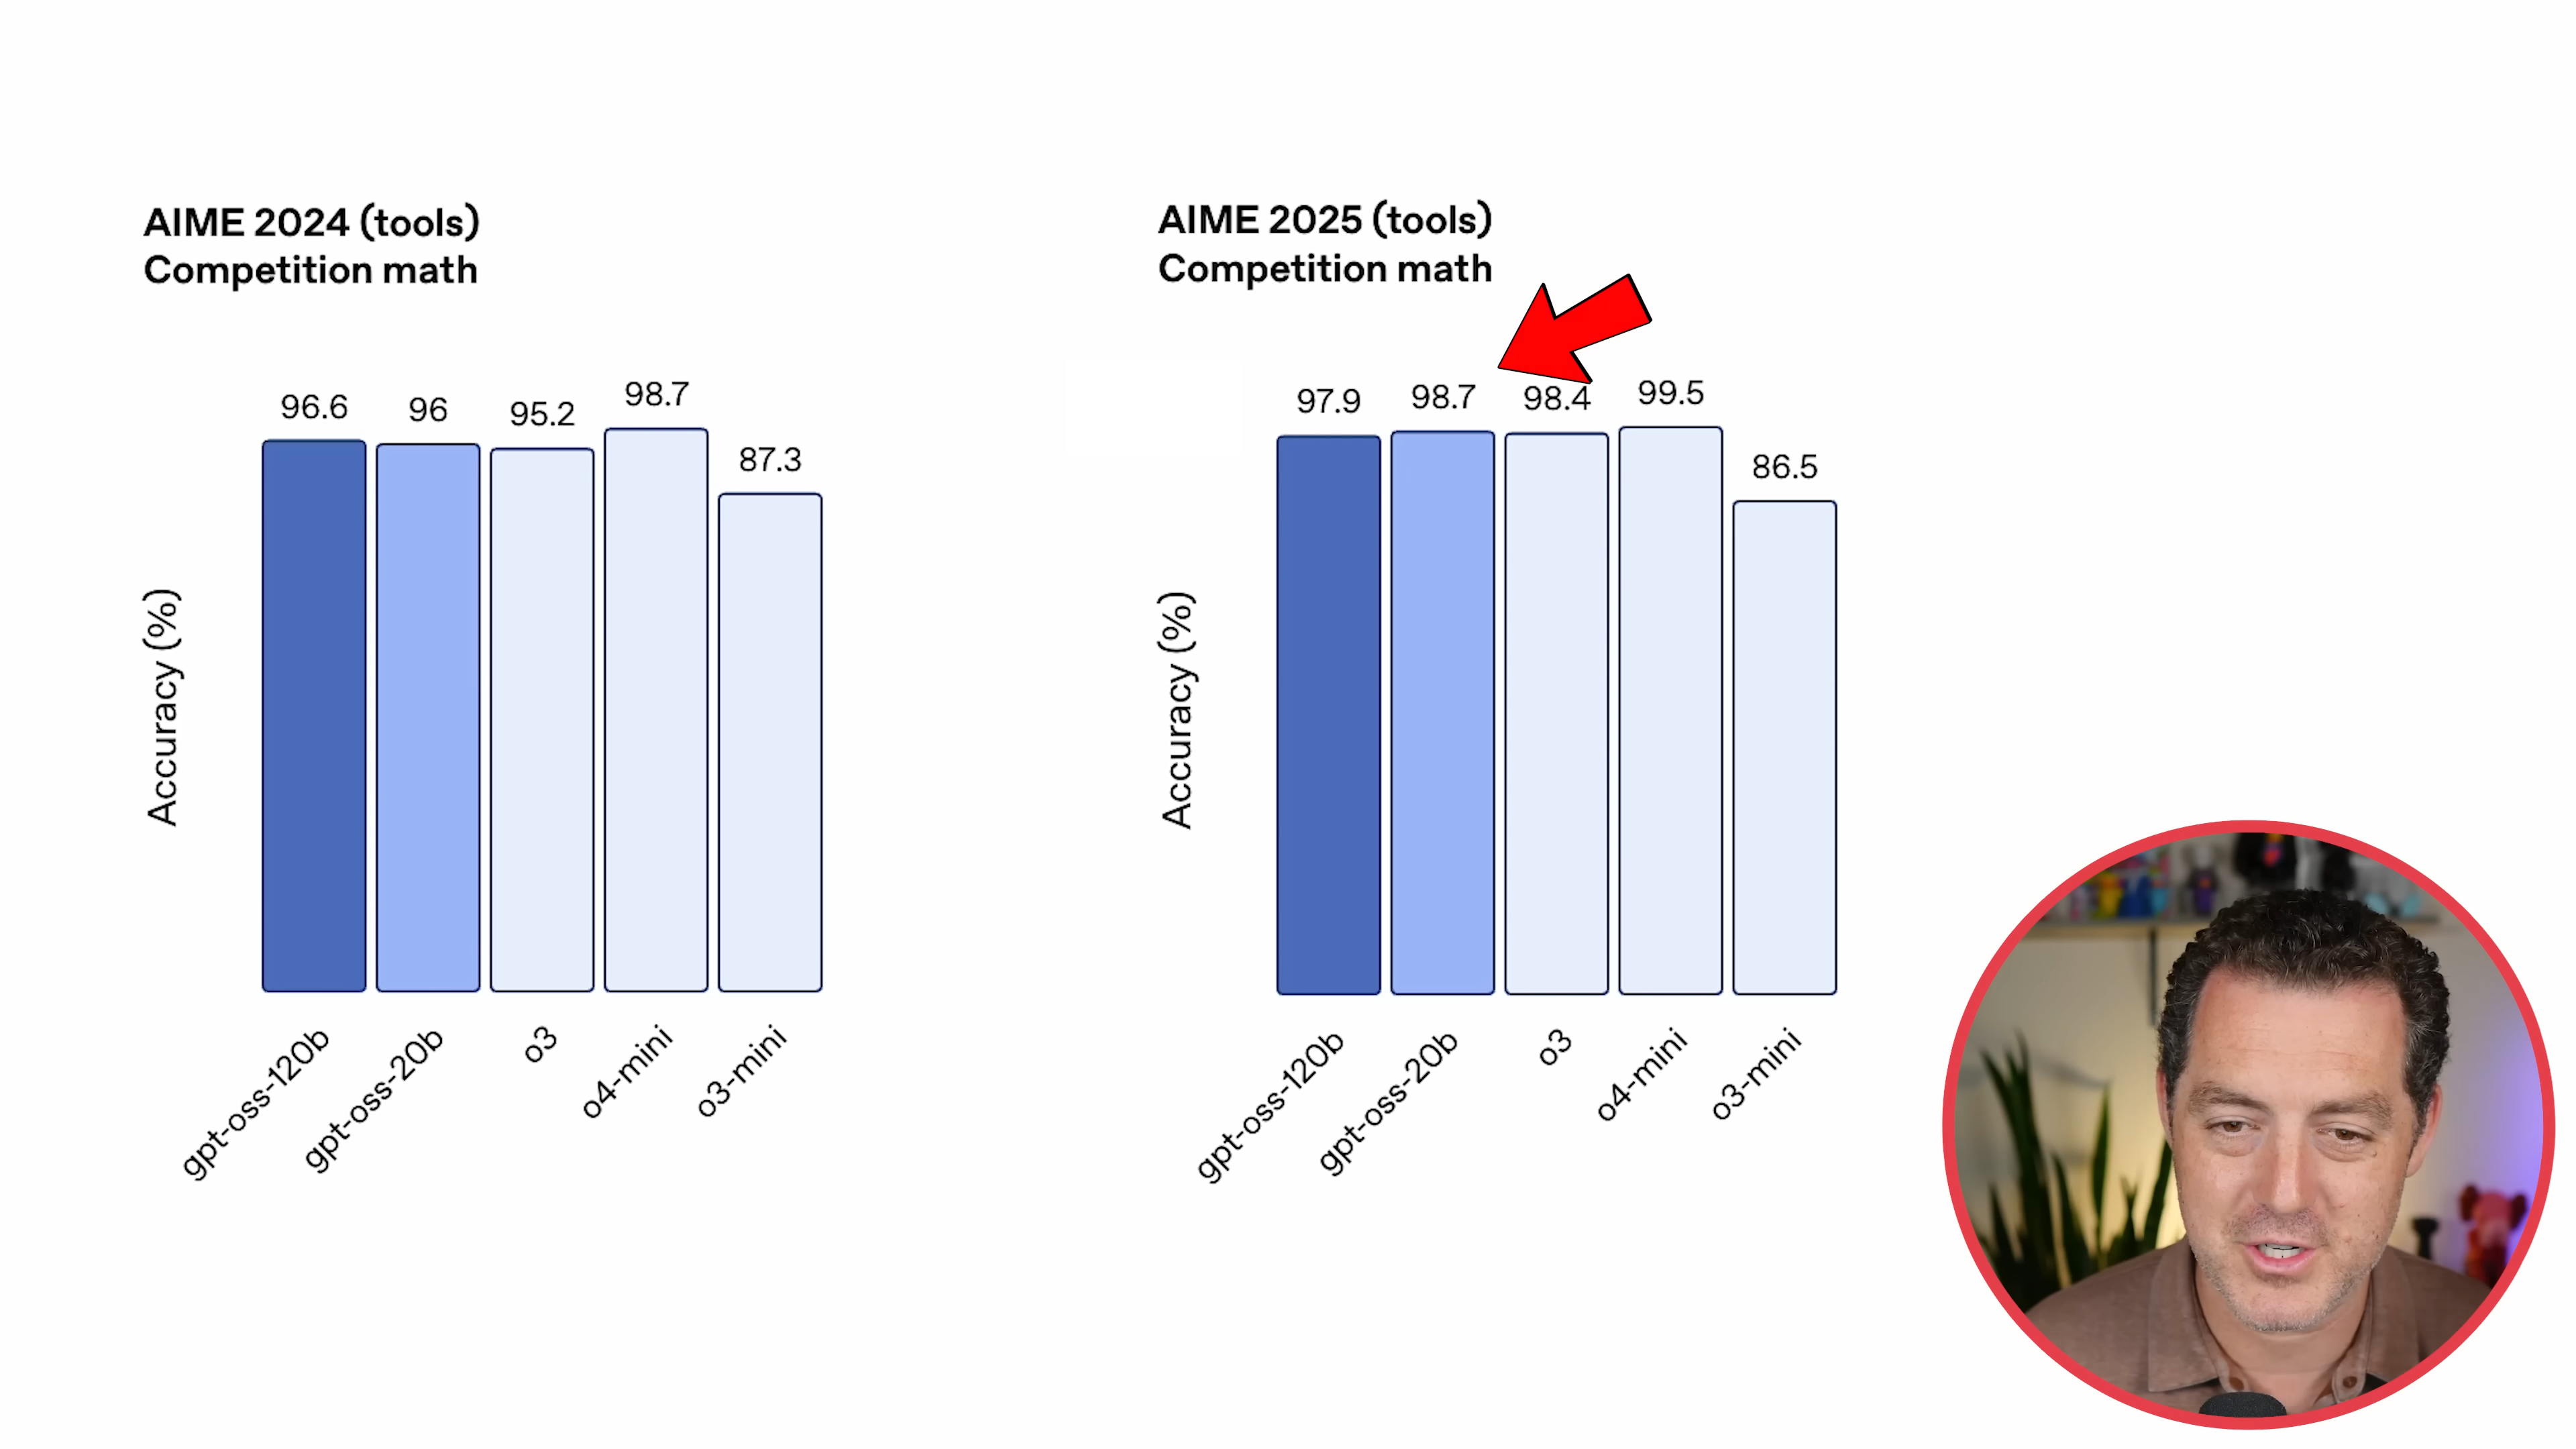 AIME 2024 (tools)
Competition math
Accuracy (%)
96.6
96
95.2
98.7
87.3
gpt-oss-120b
gpt-oss-20b
o3
o4-mini
o3-mini
AIME 2025 (tools)
Competition math
Accuracy (%)
97.9
98.7
98.4
99.5
86.5
gpt-oss-120b
gpt-oss-20b
o3
o4-mini
o3-mini